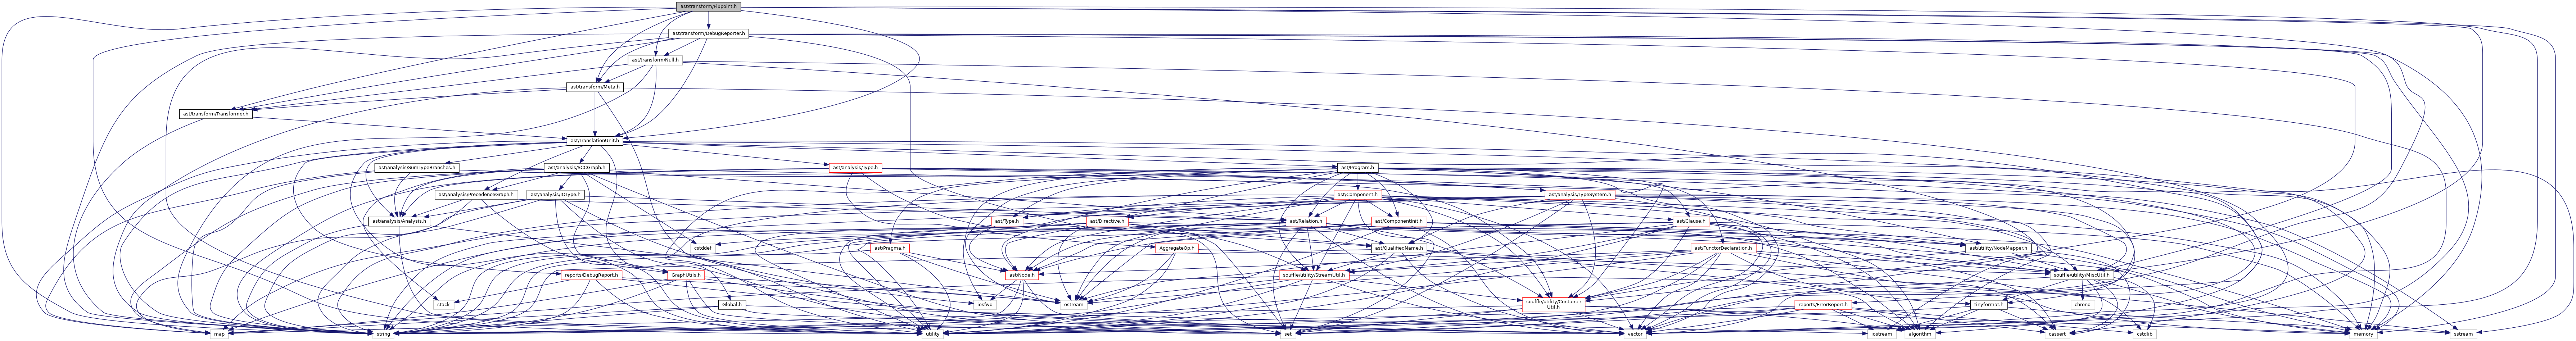 ast/transform/Fixpoint.h
ast/transform/DebugReporter.h
ast/transform/Null.h
ast/transform/Meta.h
ast/transform/Transformer.h
ast/TranslationUnit.h
ast/analysis/SumTypeBranches.h
ast/analysis/SCCGraph.h
ast/analysis/Type.h
ast/Program.h
ast/analysis/PrecedenceGraph.h
ast/analysis/IOType.h
ast/Component.h
ast/analysis/TypeSystem.h
ast/analysis/Analysis.h
ast/Type.h
ast/Directive.h
ast/Relation.h
ast/ComponentInit.h
ast/Clause.h
cstddef
ast/Pragma.h
AggregateOp.h
ast/QualifiedName.h
ast/FunctorDeclaration.h
ast/utility/NodeMapper.h
reports/DebugReport.h
GraphUtils.h
ast/Node.h
souffle/utility/StreamUtil.h
souffle/utility/MiscUtil.h
stack
Global.h
iosfwd
ostream
souffle/utility/Container
Util.h
reports/ErrorReport.h
tinyformat.h
chrono
map
string
utility
set
vector
iostream
algorithm
cassert
cstdlib
memory
sstream